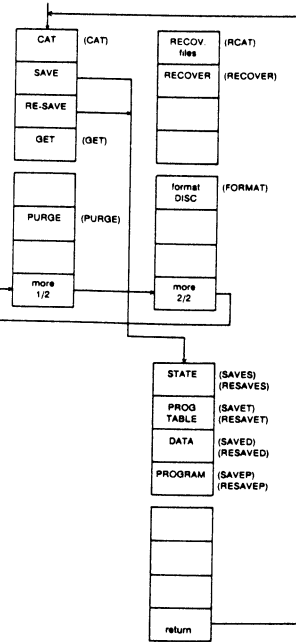 CAT (CAT)
SAVE
RE-SAVE
GET (GET)
PURGE (PURGE)
more
1/2
RECOV. (RCAT)
files
RECOVER (RECOVER)
format (FORMAT)
DISC
more
2/2
STATE (SAVES)
(RESAVES)
PROG (SAVET)
TABLE (RESAVET)
DATA (SAVED)
(RESAVED)
PROGRAM (SAVEP)
(RESAVEP)
return